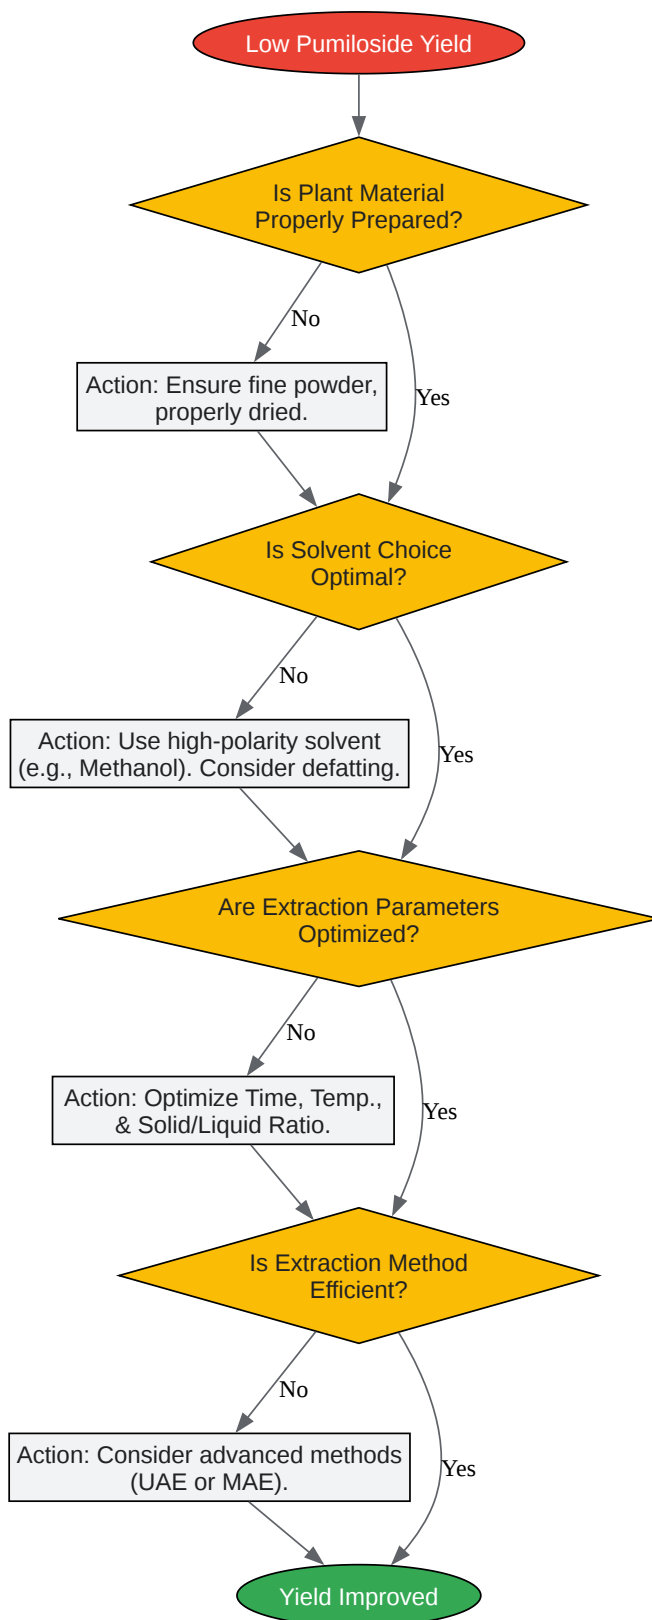 Low Pumiloside Yield
Is Plant Material
Properly Prepared?
No
Action: Ensure fine powder,
properly dried.
Yes
Is Solvent Choice
Optimal?
No
Action: Use high-polarity solvent
(e.g., Methanol). Consider defatting.
Yes
Are Extraction Parameters
Optimized?
No
Action: Optimize Time, Temp.,
& Solid/Liquid Ratio.
Yes
Is Extraction Method
Efficient?
No
Action: Consider advanced methods
(UAE or MAE).
Yes
Yield Improved